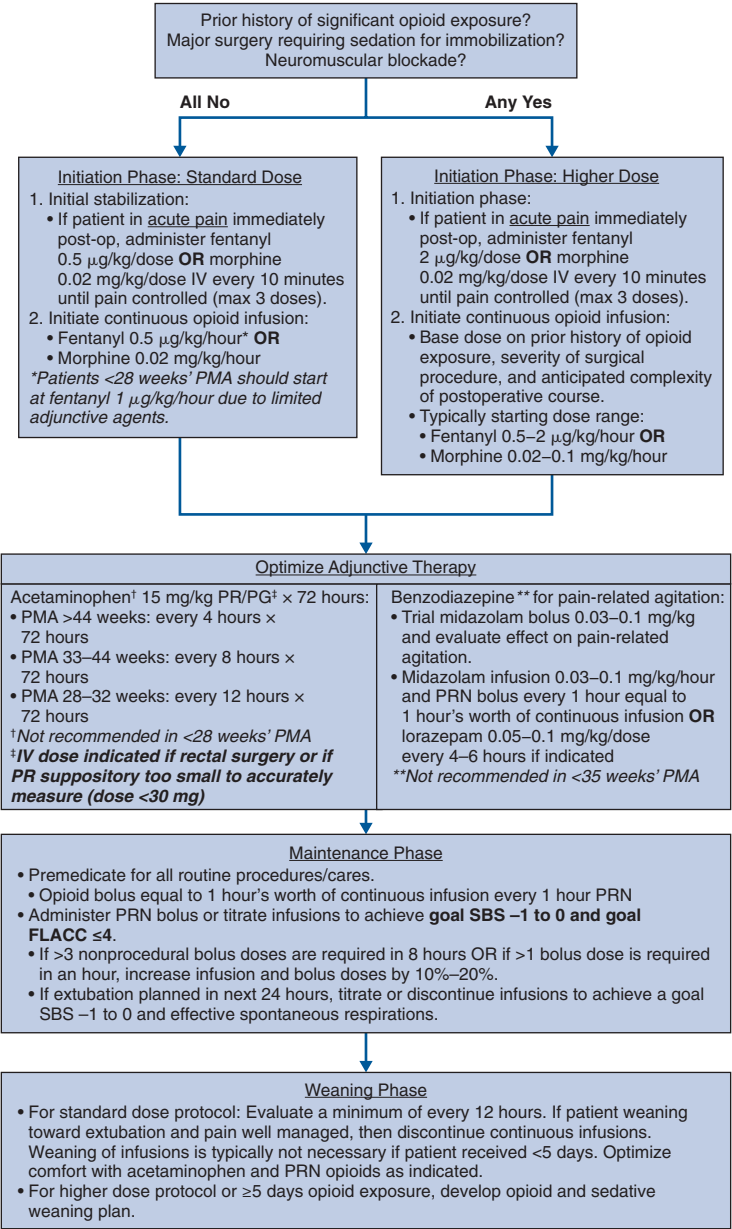 Prior history of significant opioid exposure?
Major surgery requiring sedation for immobilization?
Neuromuscular blockade?
All No
Any Yes
Initiation Phase: Standard Dose
1. Initial stabilization:
• If patient in acute pain immediately
post-op, administer fentanyl
0.5 μg/kg/dose OR morphine
0.02 mg/kg/dose IV every 10 minutes
until pain controlled (max 3 doses).
2. Initiate continuous opioid infusion:
• Fentanyl 0.5 μg/kg/hour* OR
• Morphine 0.02 mg/kg/hour
*Patients <28 weeks’ PMA should start
at fentanyl 1 μg/kg/hour due to limited
adjunctive agents.
Initiation Phase: Higher Dose
1. Initiation phase:
• If patient in acute pain immediately
post-op, administer fentanyl
2 μg/kg/dose OR morphine
0.02 mg/kg/dose IV every 10 minutes
until pain controlled (max 3 doses).
2. Initiate continuous opioid infusion:
• Base dose on prior history of opioid
exposure, severity of surgical
procedure, and anticipated complexity
of postoperative course.
• Typically starting dose range:
• Fentanyl 0.5–2 μg/kg/hour OR
• Morphine 0.02–0.1 mg/kg/hour
Optimize Adjunctive Therapy
Acetaminophen† 15 mg/kg PR/PG‡ × 72 hours:
• PMA >44 weeks: every 4 hours ×
72 hours
• PMA 33–44 weeks: every 8 hours ×
72 hours
• PMA 28–32 weeks: every 12 hours ×
72 hours
†Not recommended in <28 weeks’ PMA
‡IV dose indicated if rectal surgery or if
PR suppository too small to accurately
measure (dose <30 mg)
Benzodiazepine** for pain-related agitation:
• Trial midazolam bolus 0.03–0.1 mg/kg
and evaluate effect on pain-related
agitation.
• Midazolam infusion 0.03–0.1 mg/kg/hour
and PRN bolus every 1 hour equal to
1 hour’s worth of continuous infusion OR
lorazepam 0.05–0.1 mg/kg/dose
every 4–6 hours if indicated
**Not recommended in <35 weeks’ PMA
Maintenance Phase
• Premedicate for all routine procedures/cares.
• Opioid bolus equal to 1 hour’s worth of continuous infusion every 1 hour PRN
• Administer PRN bolus or titrate infusions to achieve goal SBS –1 to 0 and goal
FLACC ≤4.
• If >3 nonprocedural bolus doses are required in 8 hours OR if >1 bolus dose is required
in an hour, increase infusion and bolus doses by 10%–20%.
• If extubation planned in next 24 hours, titrate or discontinue infusions to achieve a goal
SBS –1 to 0 and effective spontaneous respirations.
Weaning Phase
• For standard dose protocol: Evaluate a minimum of every 12 hours. If patient weaning
toward extubation and pain well managed, then discontinue continuous infusions.
Weaning of infusions is typically not necessary if patient received <5 days. Optimize
comfort with acetaminophen and PRN opioids as indicated.
• For higher dose protocol or ≥5 days opioid exposure, develop opioid and sedative
weaning plan.